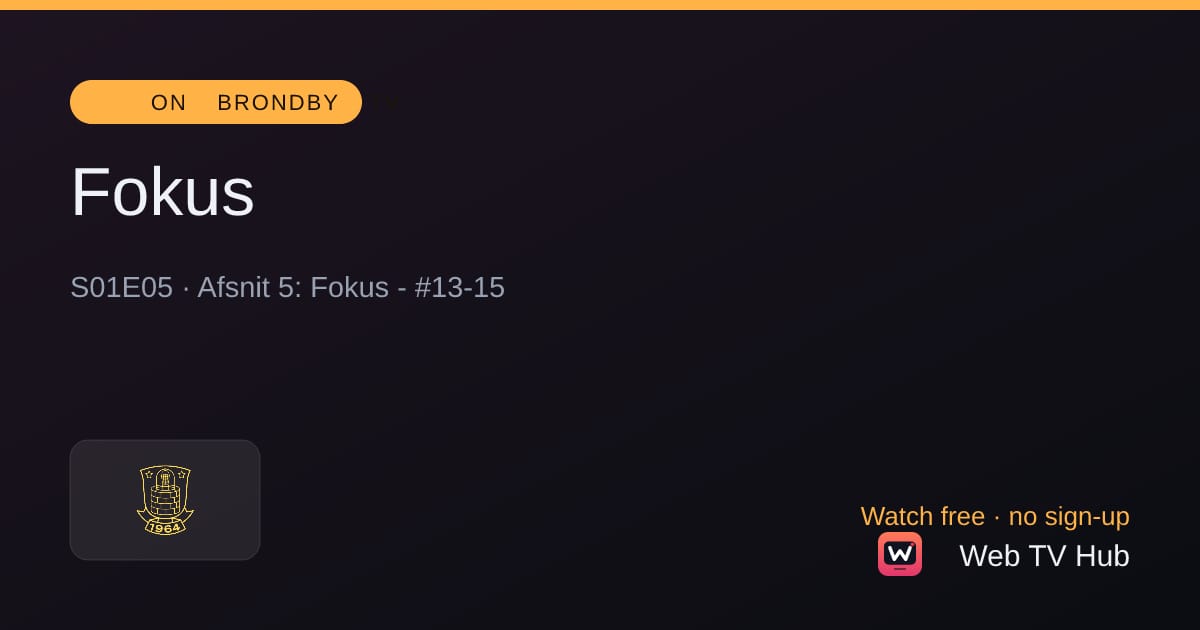 ON BRONDBY
Fokus
S01E05 · Afsnit 5: Fokus - #13-15
1964
Watch free · no sign-up
W
Web TV Hub